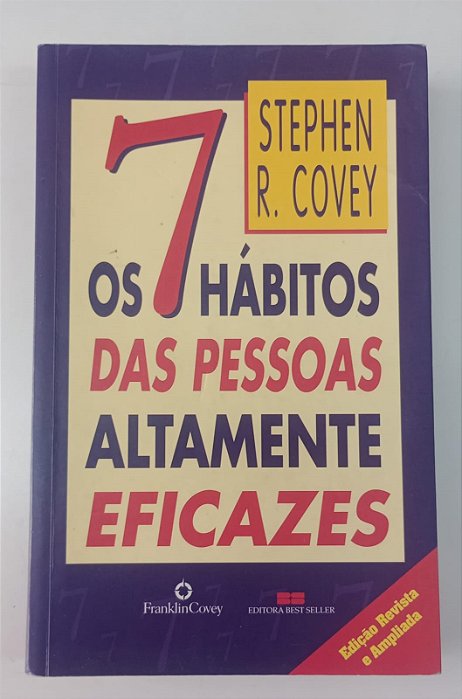 STEPHEN
R. COVEY
OS 7 HÁBITOS
DAS PESSOAS
ALTAMENTE
EFICAZES
FranklinCovey
EDITORA BEST SELLER
Edição Revista
e Ampliada